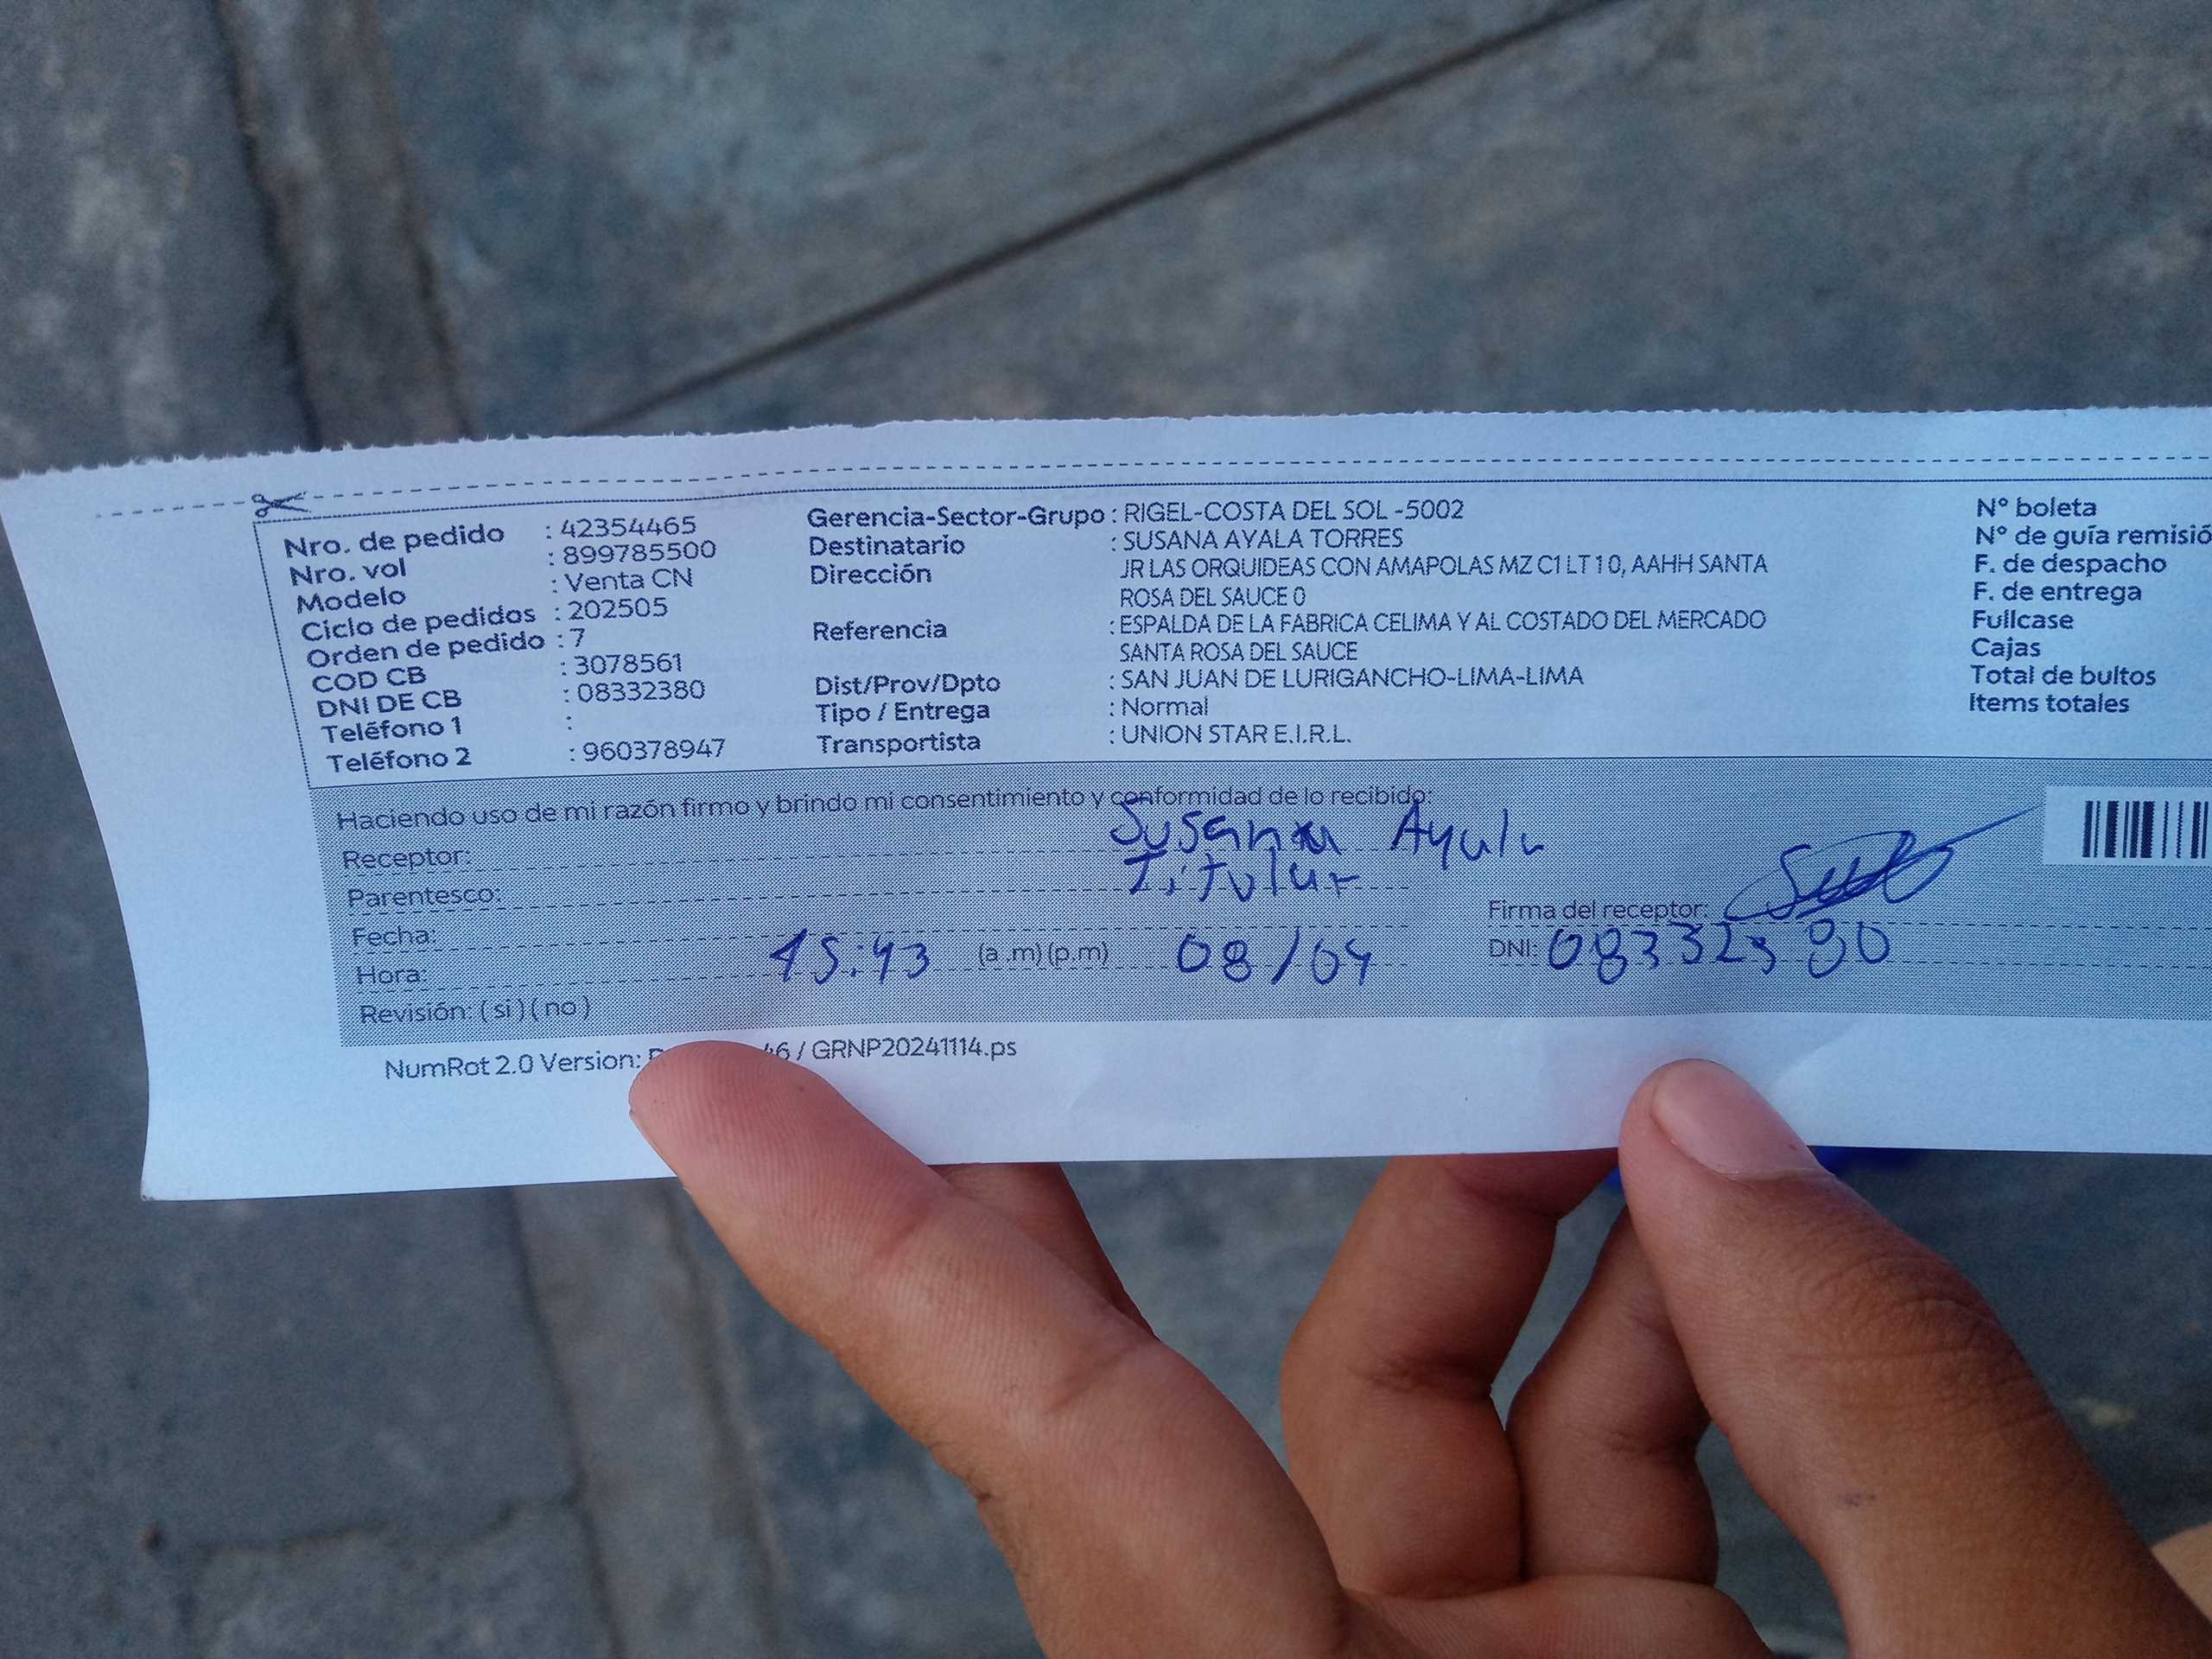 Nro. de pedido : 42354465
Nro. vol : 899785500
Modelo : Venta CN
Ciclo de pedidos : 202505
Orden de pedido : 7
COD CB : 3078561
DNI DE CB : 08332380
Teléfono 1 :
Teléfono 2 : 960378947
Gerencia-Sector-Grupo : RIGEL-COSTA DEL SOL -5002
Destinatario : SUSANA AYALA TORRES
Dirección JR LAS ORQUIDEAS CON AMAPOLAS MZ C1 LT 10, AAHH SANTA
ROSA DEL SAUCE 0
Referencia : ESPALDA DE LA FABRICA CELIMA Y AL COSTADO DEL MERCADO
SANTA ROSA DEL SAUCE
Dist/Prov/Dpto : SAN JUAN DE LURIGANCHO-LIMA-LIMA
Tipo / Entrega : Normal
Transportista : UNION STAR E.I.R.L.
N° boleta
N° de guía remisió
F. de despacho
F. de entrega
Fullcase
Cajas
Total de bultos
Items totales
Haciendo uso de mi razón firmo y brindo mi consentimiento y conformidad de lo recibido:
Receptor: Susana Ayala
Parentesco: Titular
Firma del receptor:
Fecha:
Hora: 15:43 (a.m) (p.m) 08/04
DNI:
Revisión: ( si ) ( no )
NumRot 2.0 Version: 46 / GRNP20241114.ps